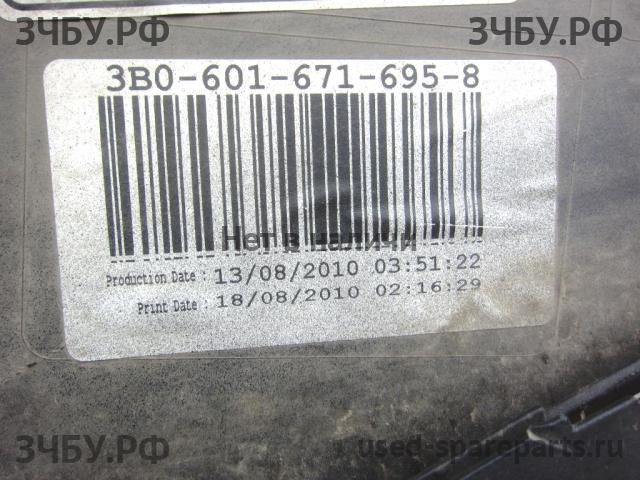 ЗЧБУ.РФ ЗЧБУ.РФ ЗЧБУ.РФ
3B0-601-671-695-8
Нет в наличии
Production Date : 13/08/2010 03:51:22
Print Date : 18/08/2010 02:16:29
ЗЧБУ.РФ used-spareparts.ru